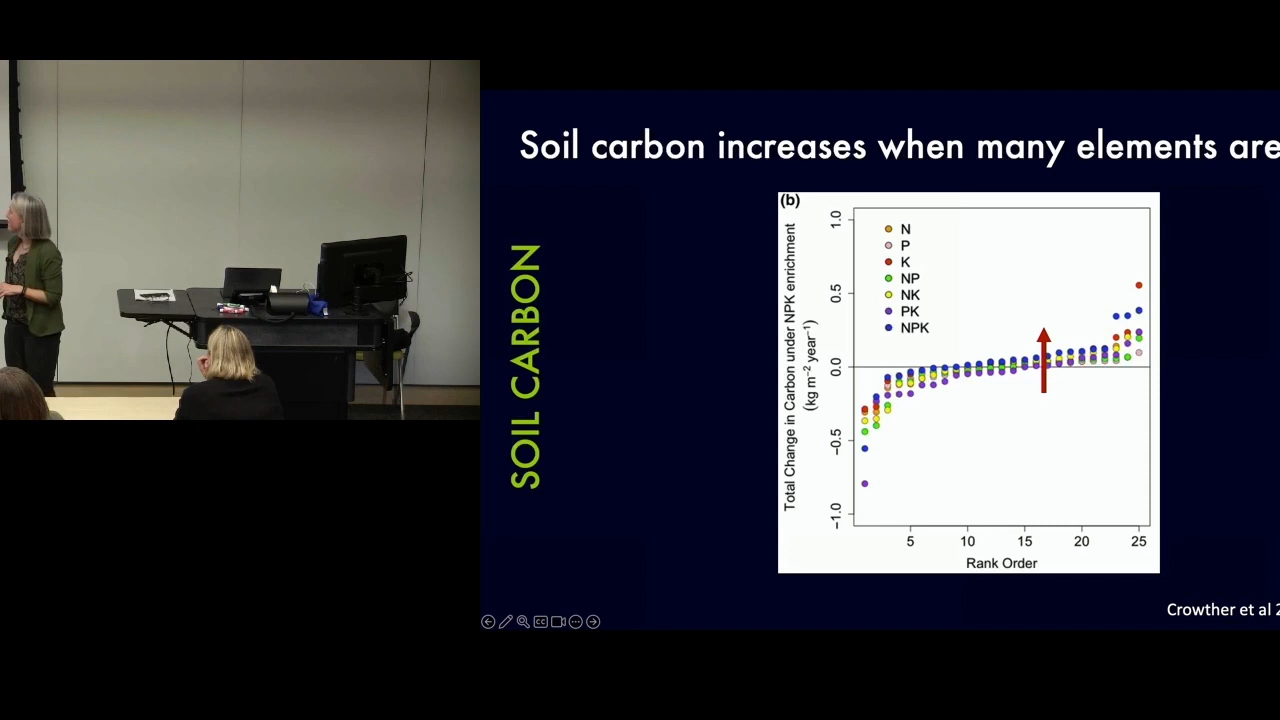 Soil carbon increases when many elements are
SOIL CARBON
(b)
Total Change in Carbon under NPK enrichment
(kg m⁻² year⁻¹)
1.0
0.5
0.0
−0.5
−1.0
N
P
K
NP
NK
PK
NPK
5 10 15 20 25
Rank Order
Crowther et al 2
CC